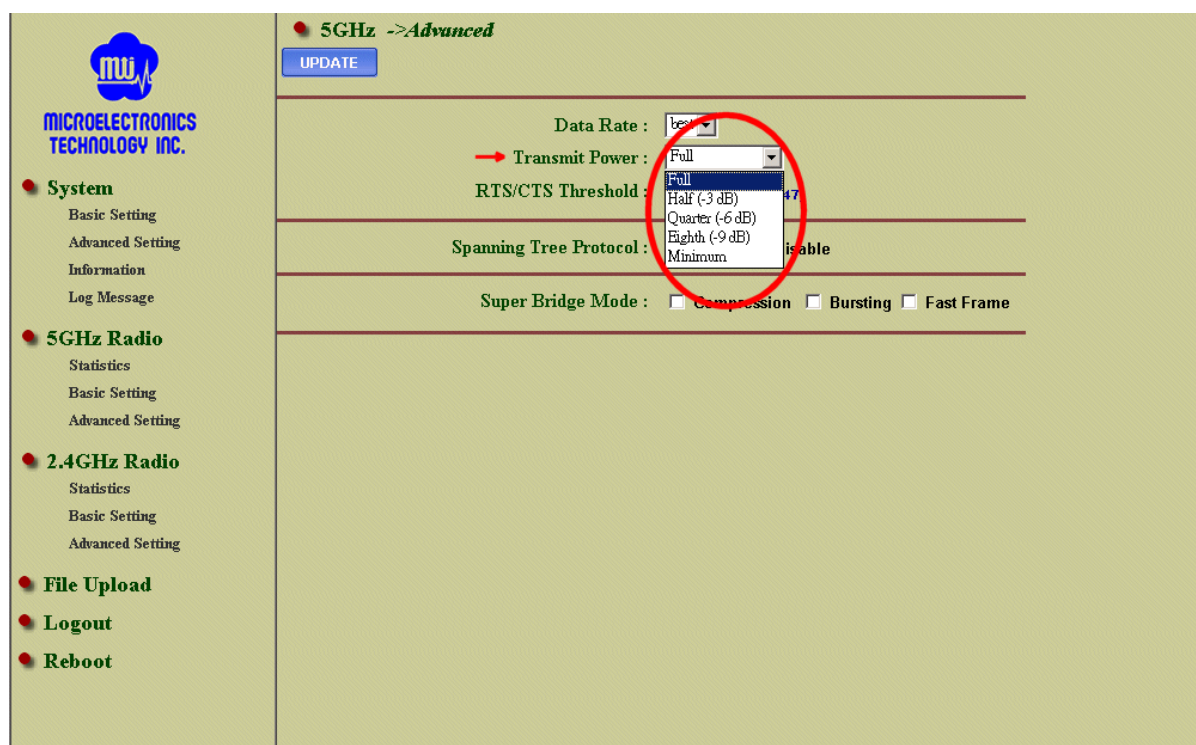 MICROELECTRONICS
TECHNOLOGY INC.
System
Basic Setting
Advanced Setting
Information
Log Message
5GHz Radio
Statistics
Basic Setting
Advanced Setting
2.4GHz Radio
Statistics
Basic Setting
Advanced Setting
File Upload
Logout
Reboot
5GHz ->Advanced
UPDATE
Data Rate : best
Transmit Power : Full
Full
Half (-3 dB)
Quarter (-6 dB)
Eighth (-9 dB)
Minimum
RTS/CTS Threshold :
Spanning Tree Protocol :
Super Bridge Mode : Compression Bursting Fast Frame